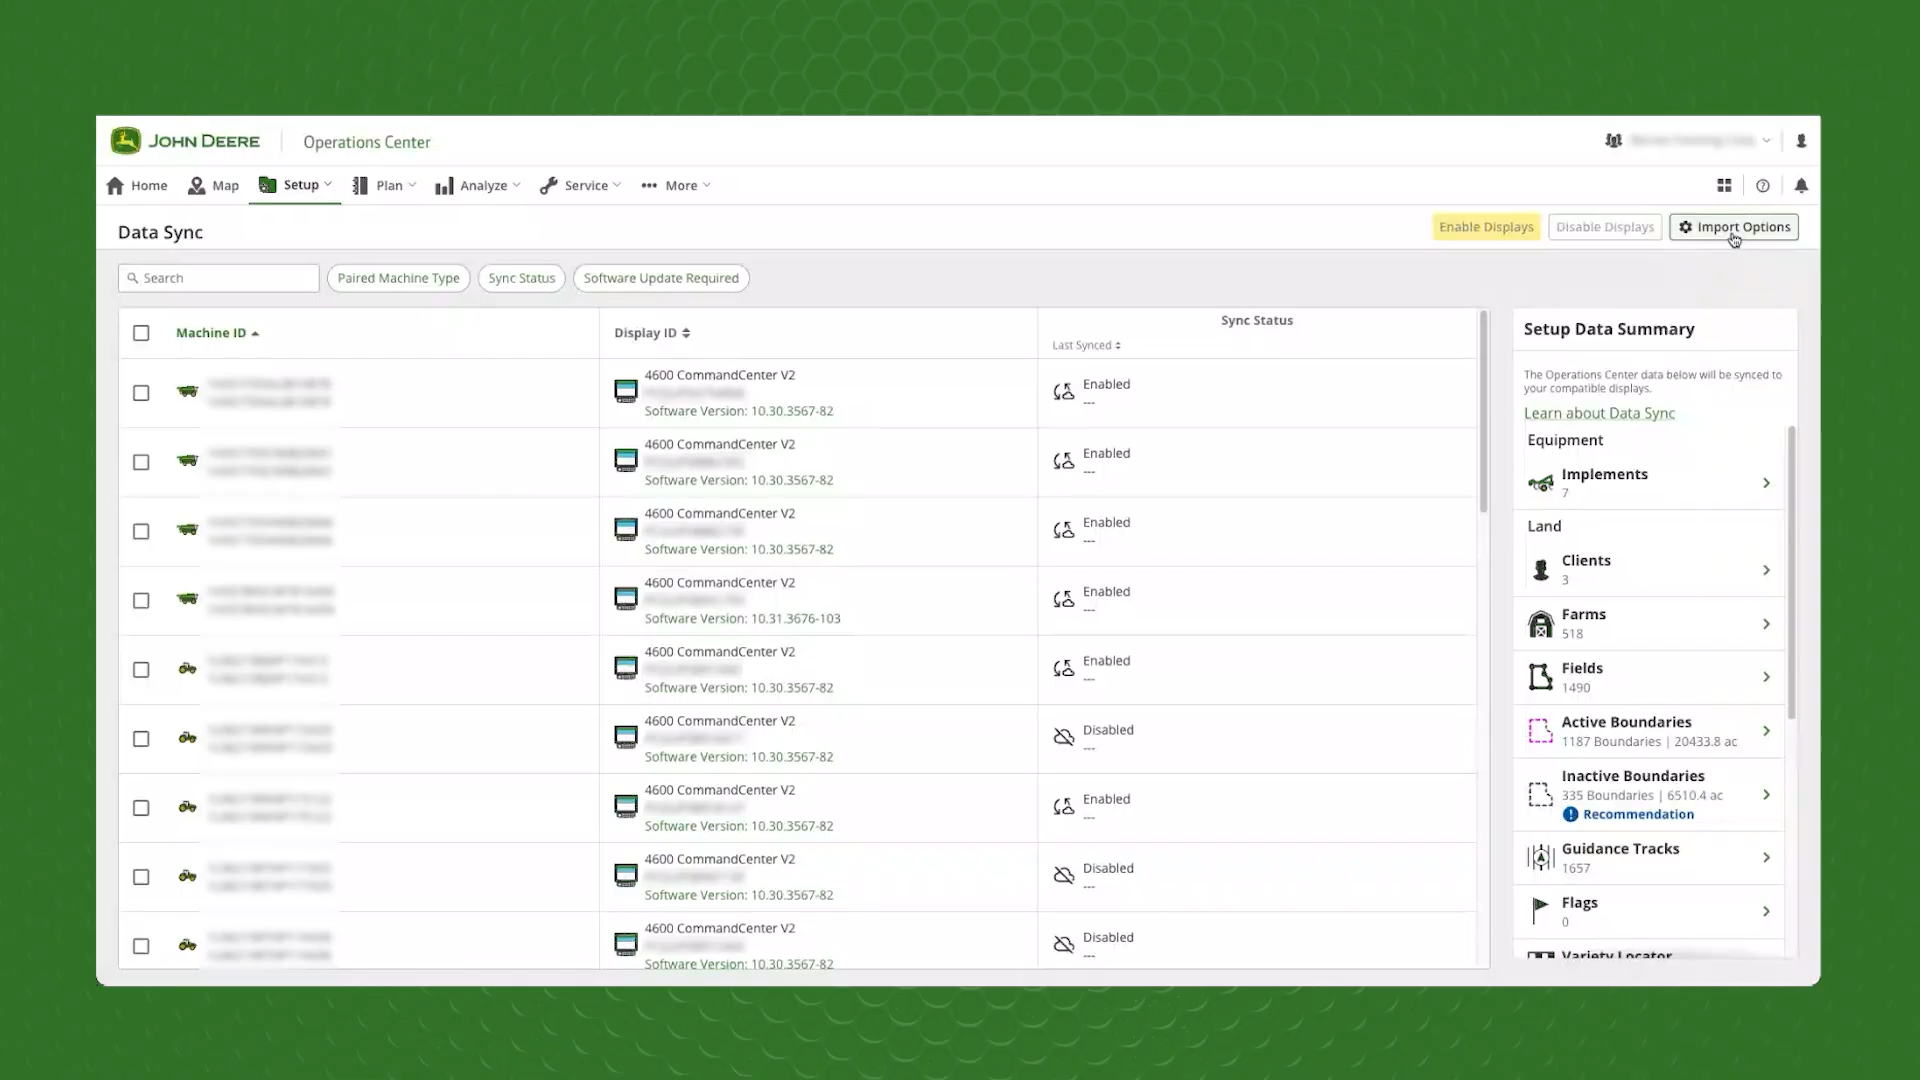 JOHN DEERE
Operations Center
Home
Map
Setup
Plan
Analyze
Service
More
Data Sync
Enable Displays
Disable Displays
Import Options
Search
Paired Machine Type
Sync Status
Software Update Required
Machine ID
Display ID
Sync Status
Last Synced
4600 CommandCenter V2
Software Version: 10.30.3567-82
Enabled
---
4600 CommandCenter V2
Software Version: 10.30.3567-82
Enabled
---
4600 CommandCenter V2
Software Version: 10.30.3567-82
Enabled
---
4600 CommandCenter V2
Software Version: 10.31.3676-103
Enabled
---
4600 CommandCenter V2
Software Version: 10.30.3567-82
Enabled
---
4600 CommandCenter V2
Software Version: 10.30.3567-82
Disabled
---
4600 CommandCenter V2
Software Version: 10.30.3567-82
Enabled
---
4600 CommandCenter V2
Software Version: 10.30.3567-82
Disabled
---
4600 CommandCenter V2
Software Version: 10.30.3567-82
Disabled
---
Setup Data Summary
The Operations Center data below will be synced to
your compatible displays.
Learn about Data Sync
Equipment
Implements
7
Land
Clients
3
Farms
518
Fields
1490
Active Boundaries
1187 Boundaries | 20433.8 ac
Inactive Boundaries
335 Boundaries | 6510.4 ac
Recommendation
Guidance Tracks
1657
Flags
0
Variety Locator